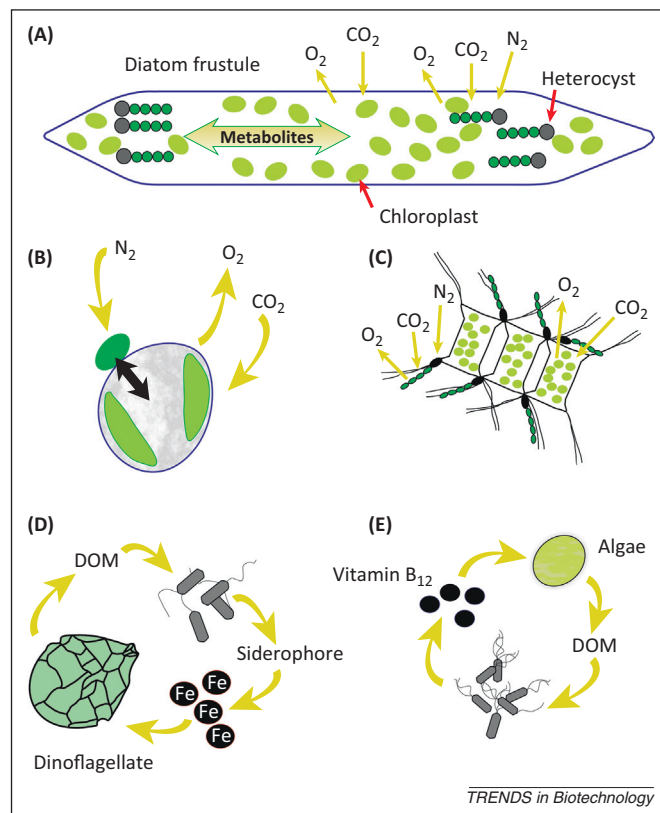 (A)
Diatom frustule
O2
CO2
O2
CO2
N2
Heterocyst
Metabolites
Chloroplast
(B)
N2
O2
CO2
(C)
O2
CO2
N2
O2
CO2
(D)
DOM
Siderophore
Fe
Fe
Fe
Fe
Dinoflagellate
(E)
Vitamin B12
Algae
DOM
TRENDS in Biotechnology